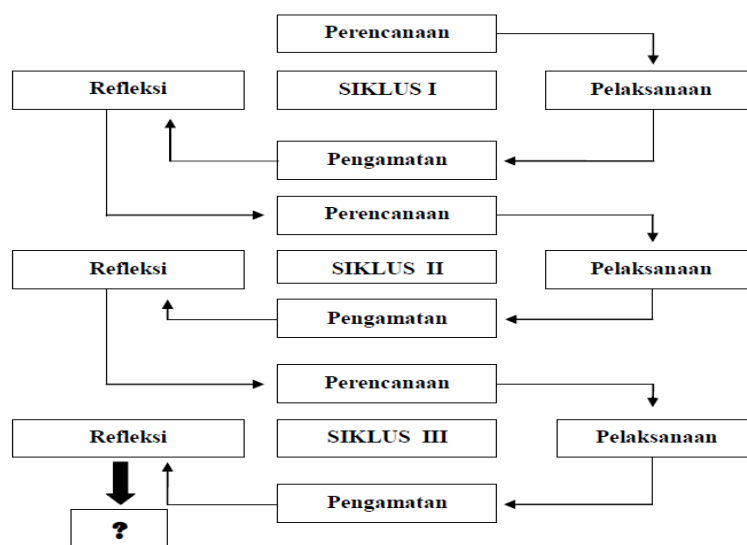 Perencanaan
Refleksi
SIKLUS I
Pelaksanaan
Pengamatan
Perencanaan
Refleksi
SIKLUS II
Pelaksanaan
Pengamatan
Perencanaan
Refleksi
SIKLUS III
Pelaksanaan
Pengamatan
?